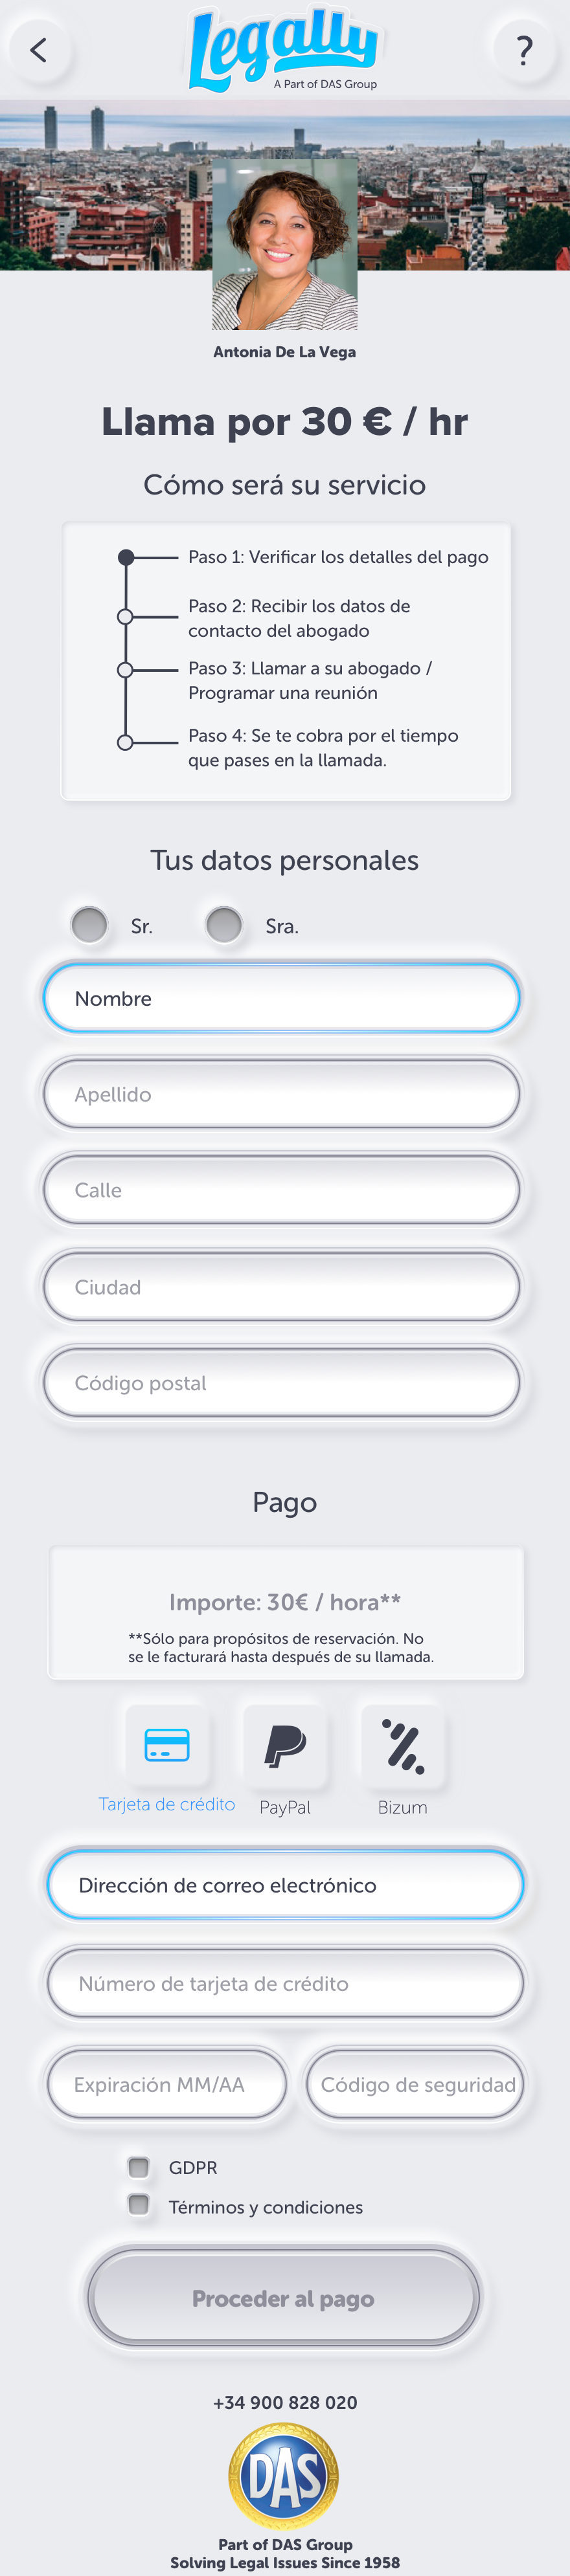 Legally
A Part of DAS Group
?
Antonia De La Vega
Llama por 30 € / hr
Cómo será su servicio
Paso 1: Verificar los detalles del pago
Paso 2: Recibir los datos de
contacto del abogado
Paso 3: Llamar a su abogado /
Programar una reunión
Paso 4: Se te cobra por el tiempo
que pases en la llamada.
Tus datos personales
Sr. Sra.
Nombre
Apellido
Calle
Ciudad
Código postal
Pago
Importe: 30€ / hora**
**Sólo para propósitos de reservación. No
se le facturará hasta después de su llamada.
Tarjeta de crédito PayPal Bizum
Dirección de correo electrónico
Número de tarjeta de crédito
Expiración MM/AA Código de seguridad
GDPR
Términos y condiciones
Proceder al pago
+34 900 828 020
DAS
Part of DAS Group
Solving Legal Issues Since 1958